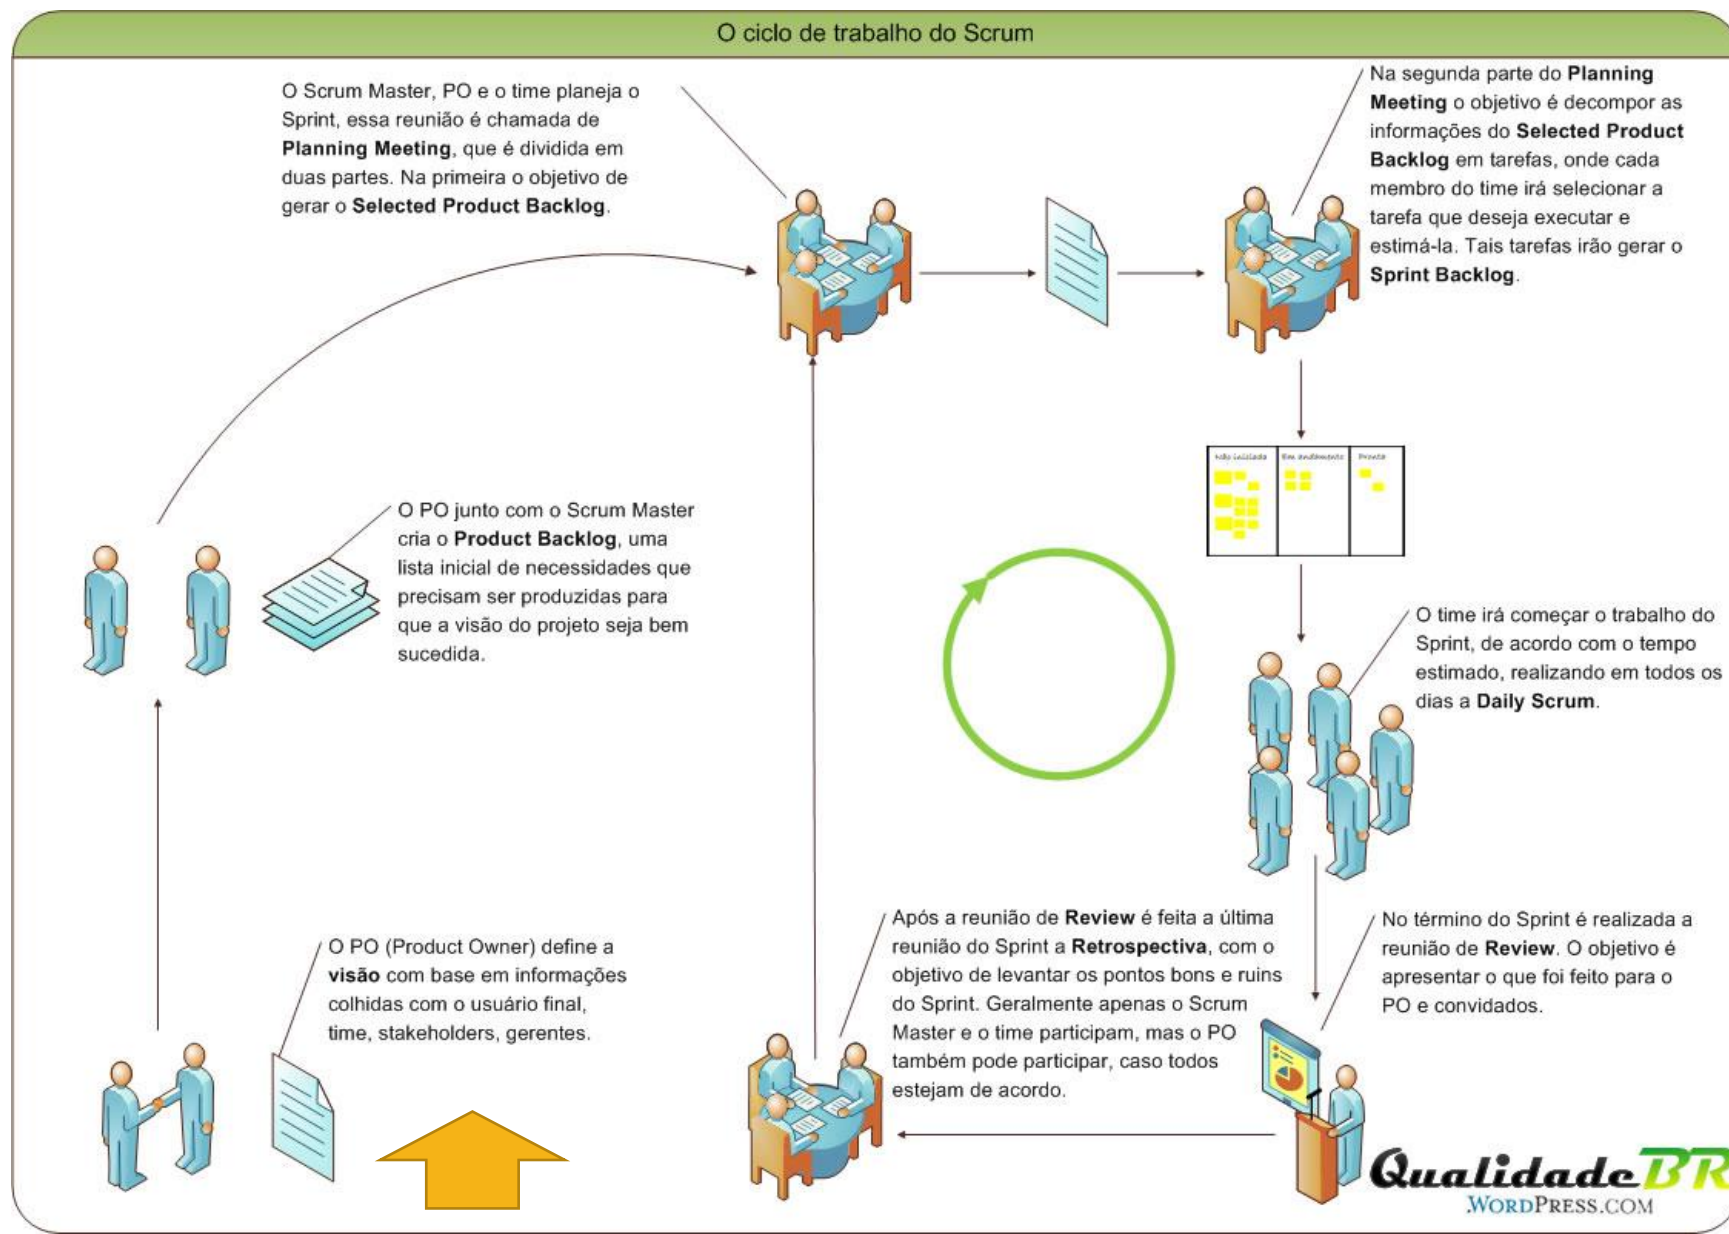 O ciclo de trabalho do Scrum
O Scrum Master, PO e o time planeja o
Sprint, essa reunião é chamada de
Planning Meeting, que é dividida em
duas partes. Na primeira o objetivo de
gerar o Selected Product Backlog.
Na segunda parte do Planning
Meeting o objetivo é decompor as
informações do Selected Product
Backlog em tarefas, onde cada
membro do time irá selecionar a
tarefa que deseja executar e
estimá-la. Tais tarefas irão gerar o
Sprint Backlog.
Não iniciada
Em andamento
Pronta
O PO junto com o Scrum Master
cria o Product Backlog, uma
lista inicial de necessidades que
precisam ser produzidas para
que a visão do projeto seja bem
sucedida.
O time irá começar o trabalho do
Sprint, de acordo com o tempo
estimado, realizando em todos os
dias a Daily Scrum.
O PO (Product Owner) define a
visão com base em informações
colhidas com o usuário final,
time, stakeholders, gerentes.
Após a reunião de Review é feita a última
reunião do Sprint a Retrospectiva, com o
objetivo de levantar os pontos bons e ruins
do Sprint. Geralmente apenas o Scrum
Master e o time participam, mas o PO
também pode participar, caso todos
estejam de acordo.
No término do Sprint é realizada a
reunião de Review. O objetivo é
apresentar o que foi feito para o
PO e convidados.
QualidadeBR
.WORDPRESS.COM